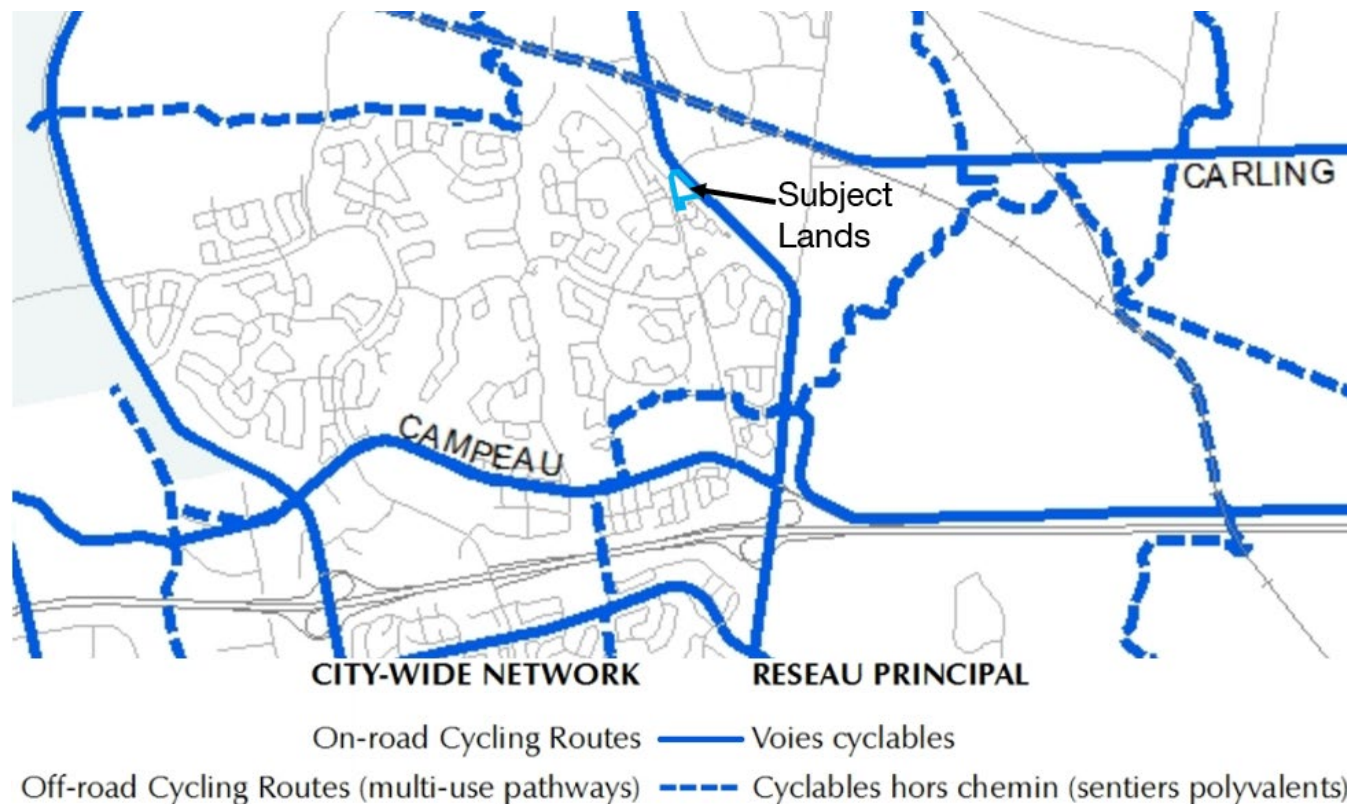 CARLING
Subject
Lands
CAMPEAU
CITY-WIDE NETWORK RESEAU PRINCIPAL
On-road Cycling Routes Voies cyclables
Off-road Cycling Routes (multi-use pathways) Cyclables hors chemin (sentiers polyvalents)